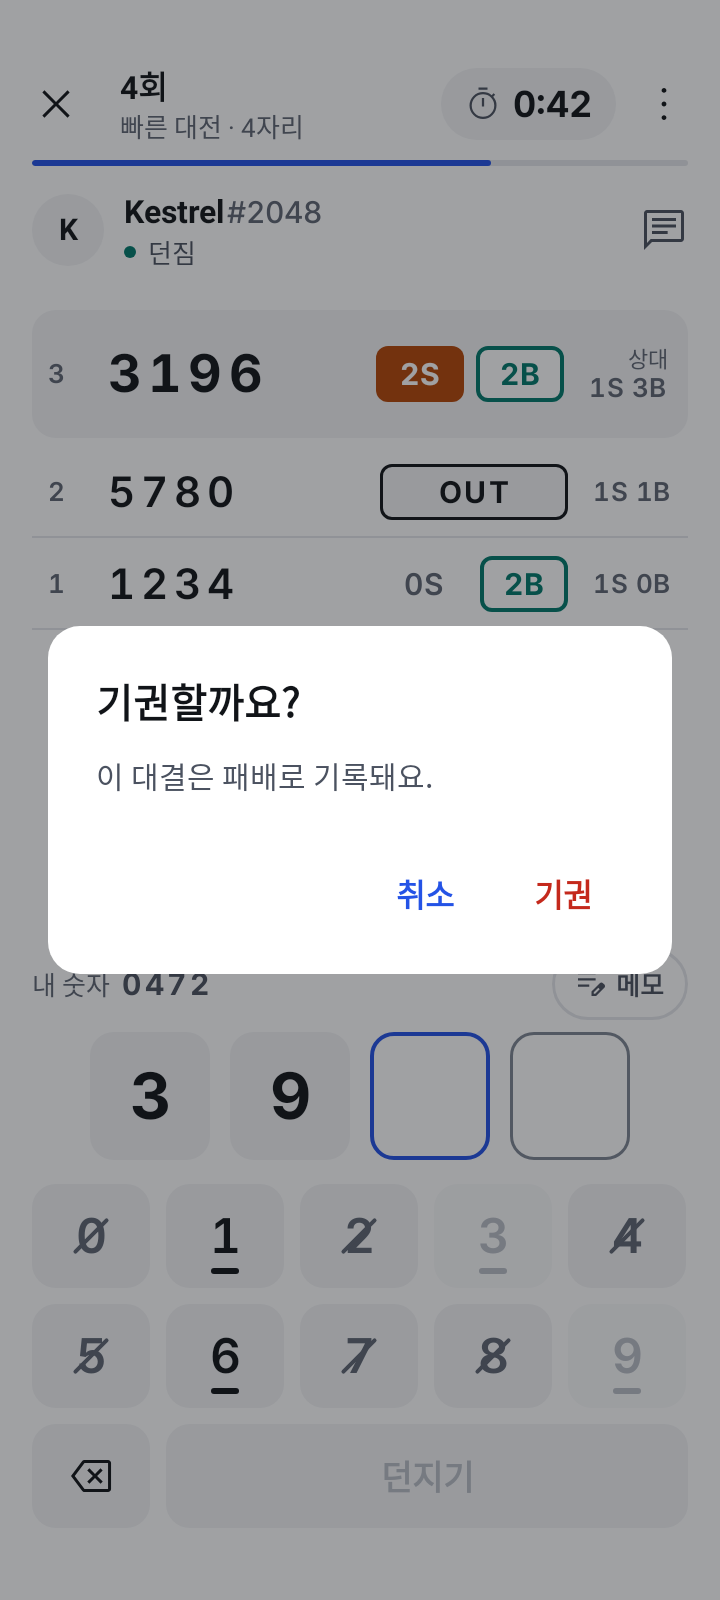 4회
빠른 대전 · 4자리
0:42
K
Kestrel#2048
던짐
3 3196 2S 2B 상대 1S 3B
2 5780 OUT 1S 1B
1 1234 0S 2B 1S 0B
기권할까요?
이 대결은 패배로 기록돼요.
취소 기권
내 숫자 0472 메모
3 9
0 1 2 3 4
5 6 7 8 9
던지기